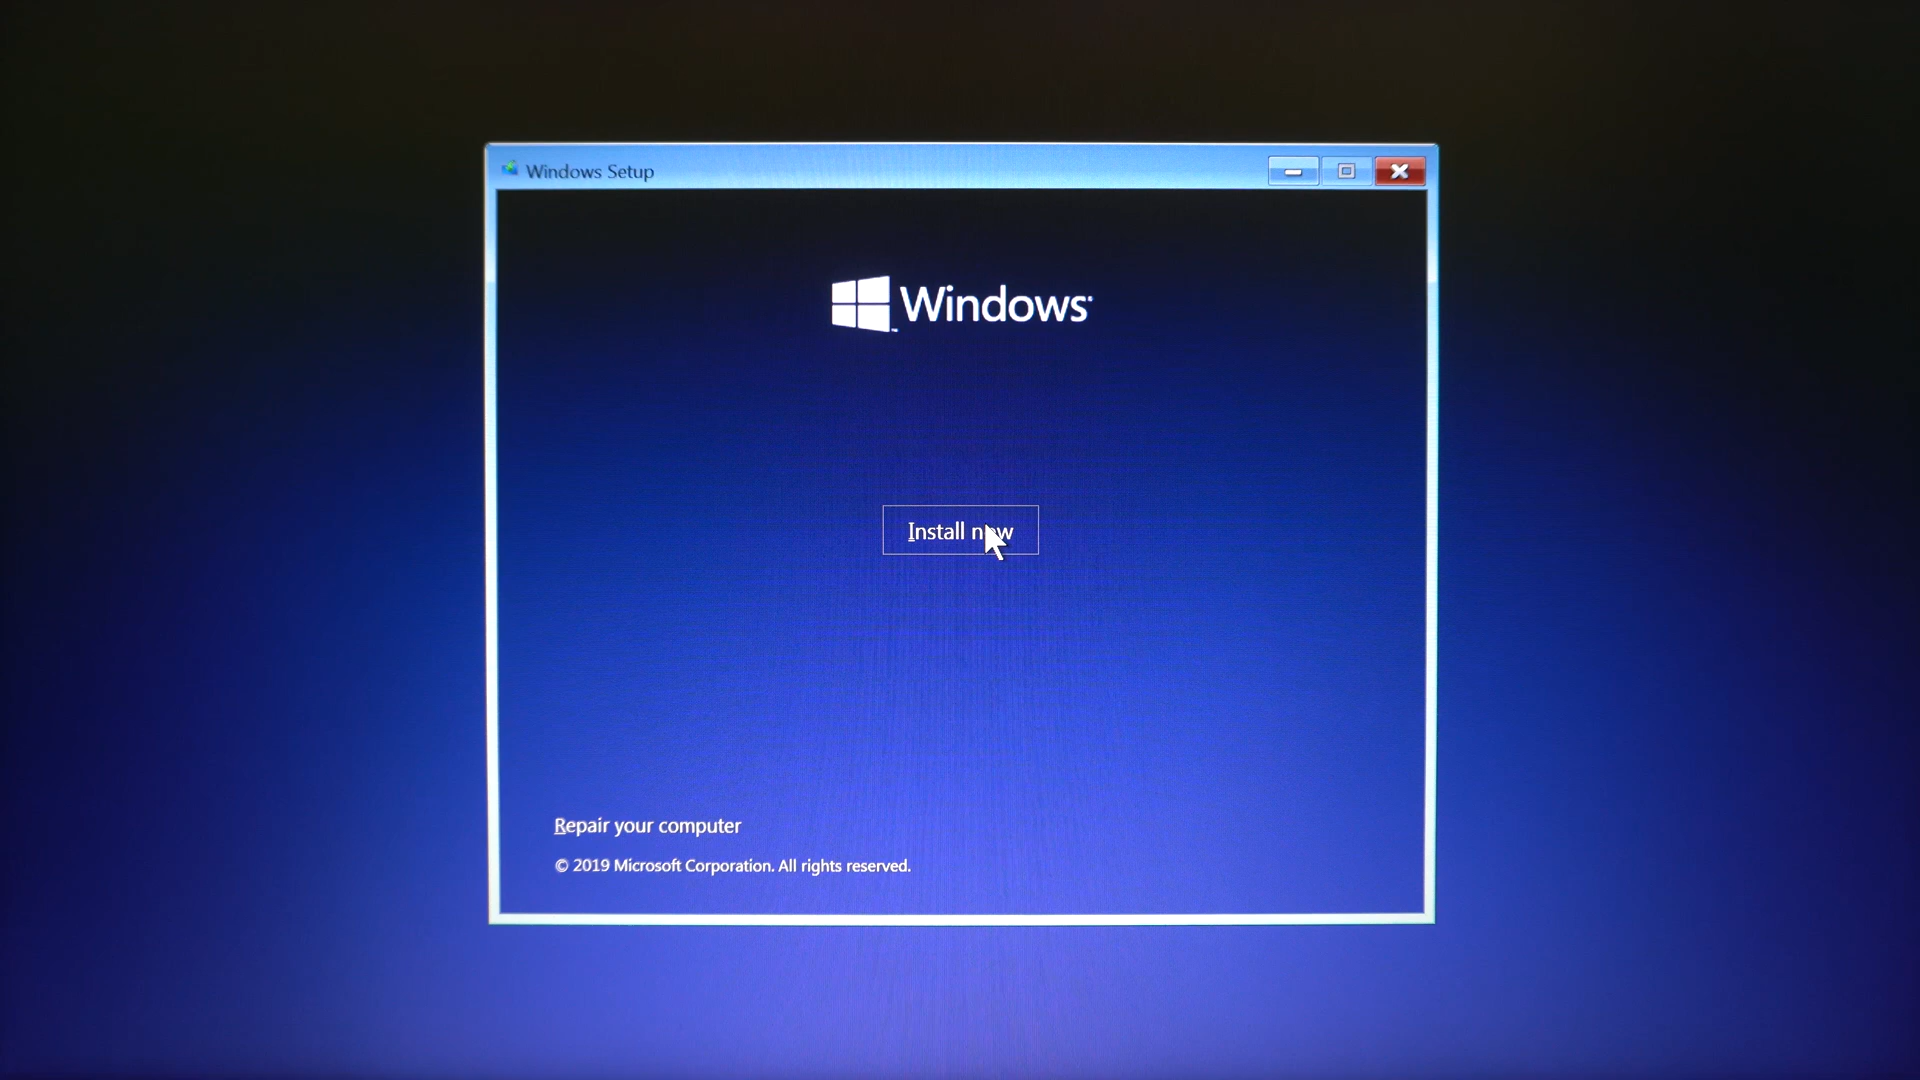 Windows Setup
Windows
Install now
Repair your computer
© 2019 Microsoft Corporation. All rights reserved.